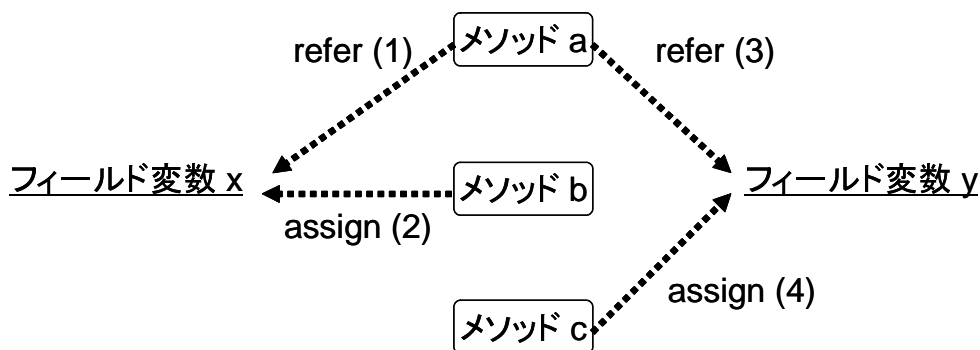 メソッド a
refer (1)
refer (3)
フィールド変数 x
メソッド b
フィールド変数 y
assign (2)
assign (4)
メソッド c